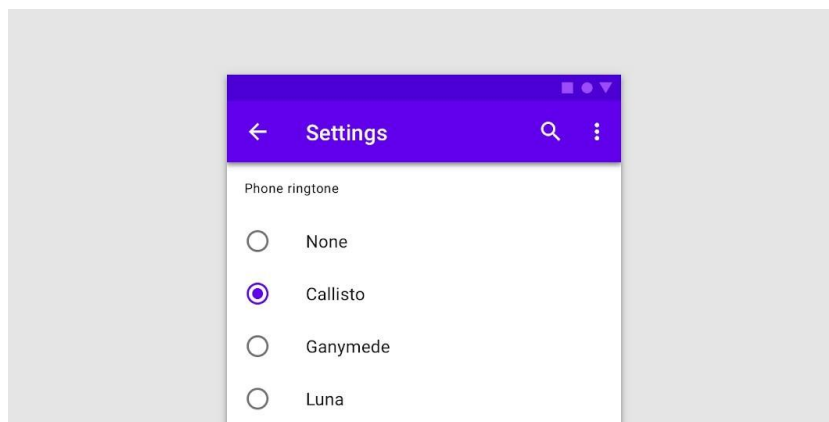 Settings
Phone ringtone
None
Callisto
Ganymede
Luna